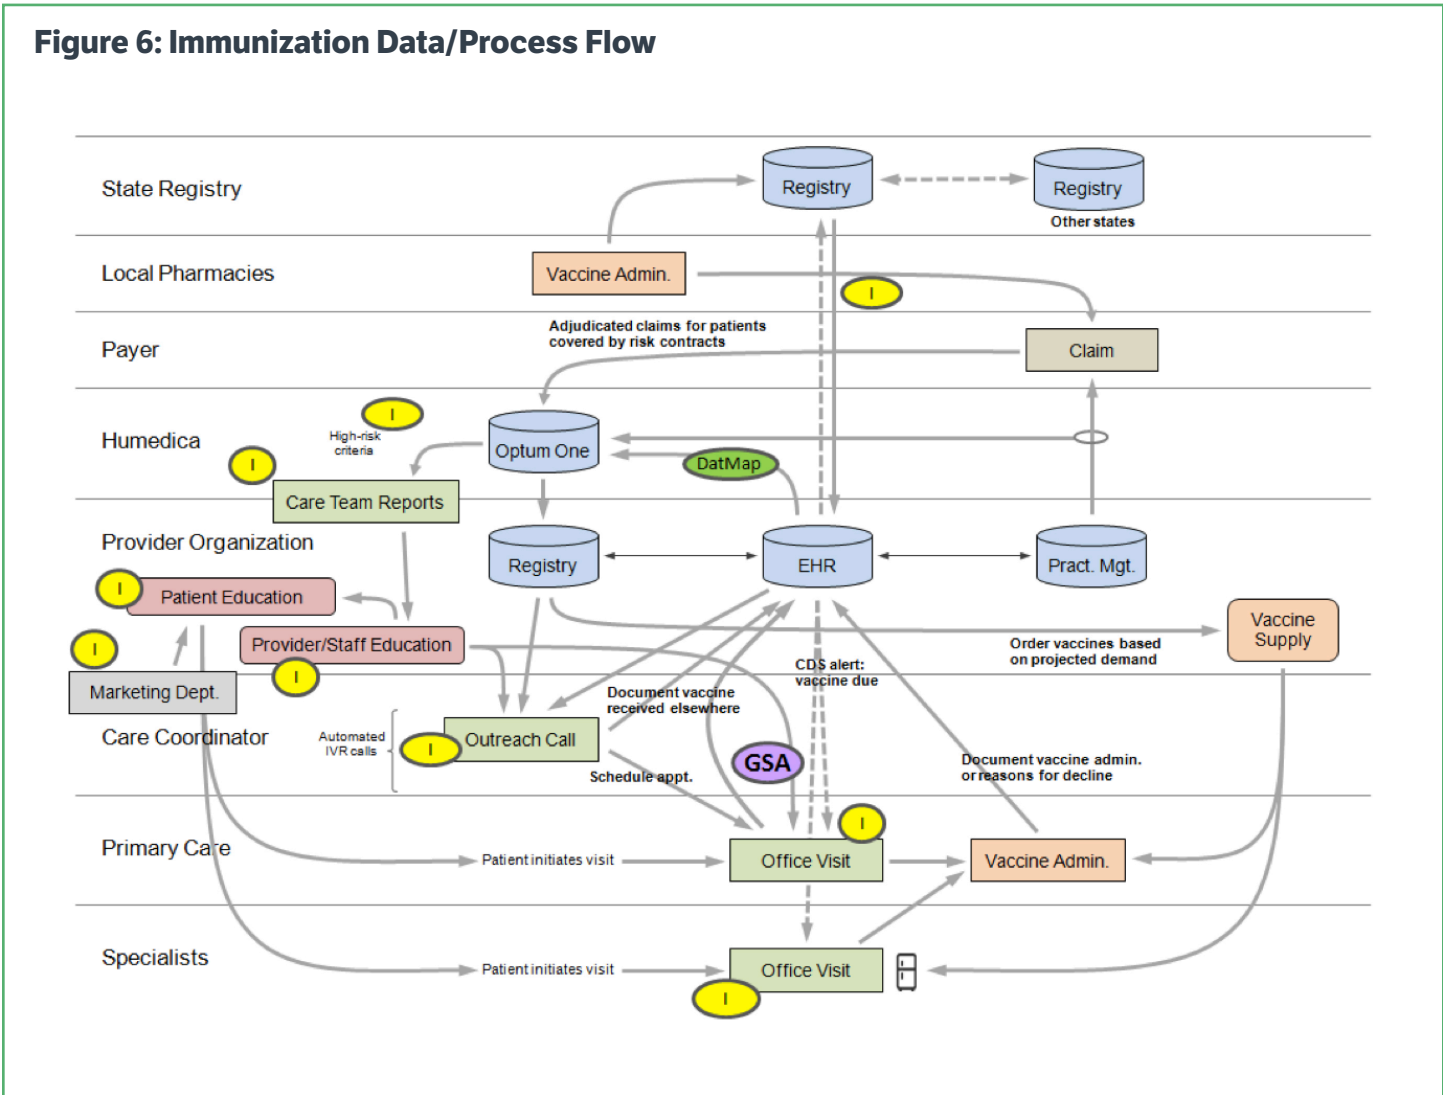 Figure 6: Immunization Data/Process Flow
State Registry
Registry
Registry
Other states
Local Pharmacies
Vaccine Admin.
I
Payer
Adjudicated claims for patients
covered by risk contracts
Claim
Humedica
I
High-risk
criteria
I
Optum One
DatMap
Care Team Reports
Provider Organization
Registry
EHR
Pract. Mgt.
I
Patient Education
Vaccine
Supply
I
Provider/Staff Education
I
Order vaccines based
on projected demand
CDS alert:
vaccine due
Marketing Dept.
Document vaccine
received elsewhere
Care Coordinator
Automated
IVR calls
I
Outreach Call
GSA
Schedule appt.
Document vaccine admin.
or reasons for decline
I
Primary Care
Patient initiates visit
Office Visit
Vaccine Admin.
Specialists
Patient initiates visit
Office Visit
I